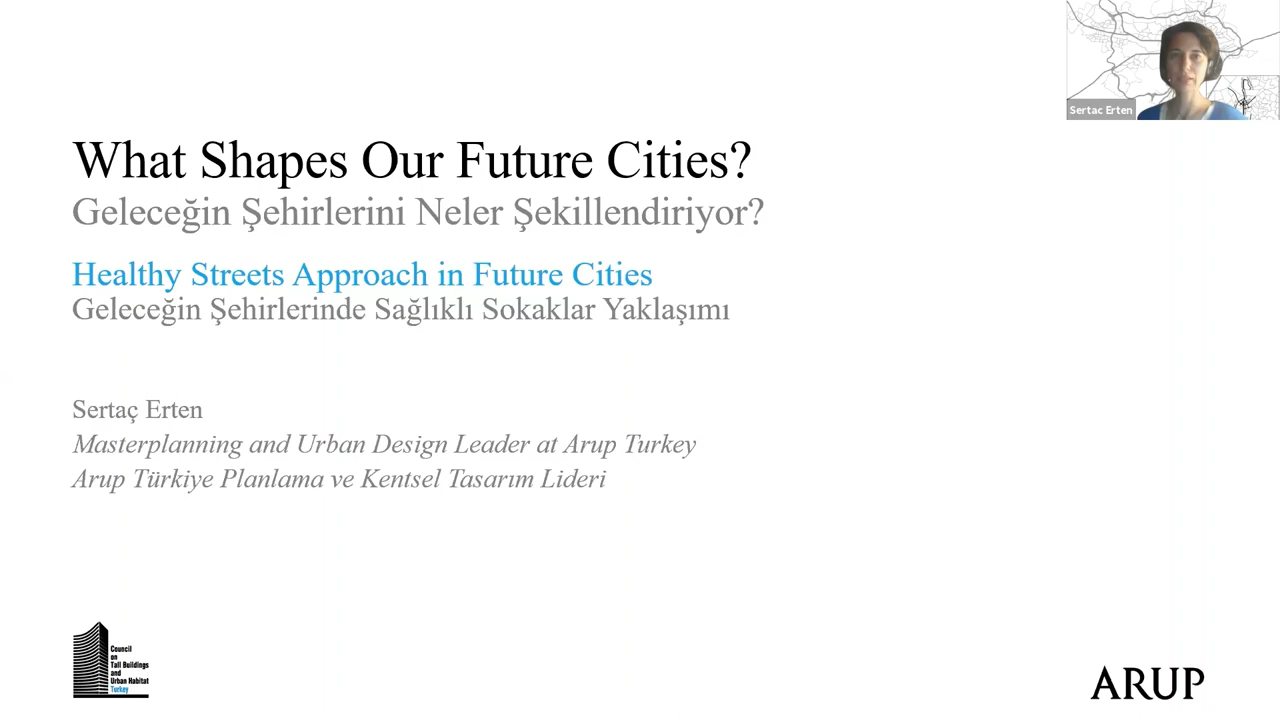 Sertac Erten
What Shapes Our Future Cities?
Geleceğin Şehirlerini Neler Şekillendiriyor?
Healthy Streets Approach in Future Cities
Geleceğin Şehirlerinde Sağlıklı Sokaklar Yaklaşımı
Sertaç Erten
Masterplanning and Urban Design Leader at Arup Turkey
Arup Türkiye Planlama ve Kentsel Tasarım Lideri
Council
on
Tall Buildings
and
Urban Habitat
Turkey
ARUP